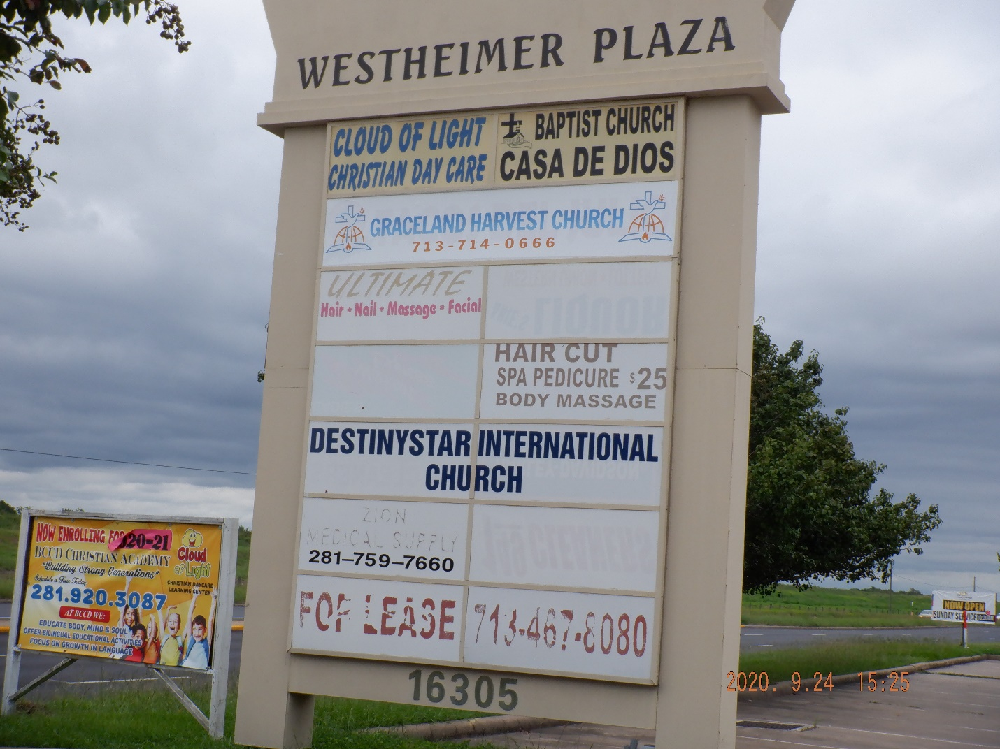 WESTHEIMER PLAZA
CLOUD OF LIGHT
CHRISTIAN DAY CARE
BAPTIST CHURCH
CASA DE DIOS
GRACELAND HARVEST CHURCH
713-714-0666
ULTIMATE
Hair * Nail * Massage * Facial
HAIR CUT
SPA PEDICURE $25
BODY MASSAGE
DESTINYSTAR INTERNATIONAL
CHURCH
ZION
MEDICAL SUPPLY
281-759-7660
FOR LEASE
713-467-8080
16305
NOW ENROLLING FOR 2020-21
BCCD CHRISTIAN ACADEMY
"Building Strong Generations"
Schedule a Tour Today
281.920.3087
AT BCCD WE:
EDUCATE BODY, MIND & SOUL
OFFER BILINGUAL EDUCATIONAL ACTIVITIES
FOCUS ON GROWTH IN LANGUAGE
Cloud
of Light
CHRISTIAN DAYCARE
LEARNING CENTER
NOW OPEN
SUNDAY SERVICE
2020. 9.24 15:25